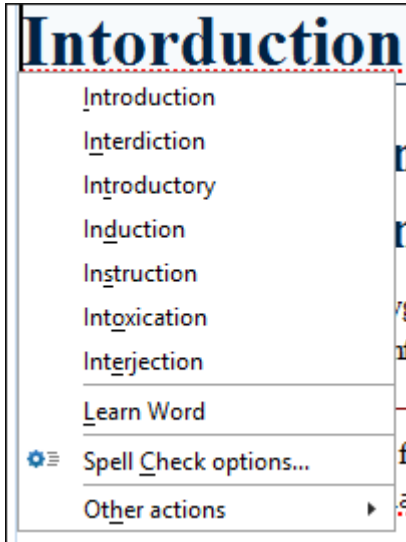 Intorduction
Introduction
Interdiction
Introductory
Induction
Instruction
Intoxication
Interjection
Learn Word
Spell Check options...
Other actions